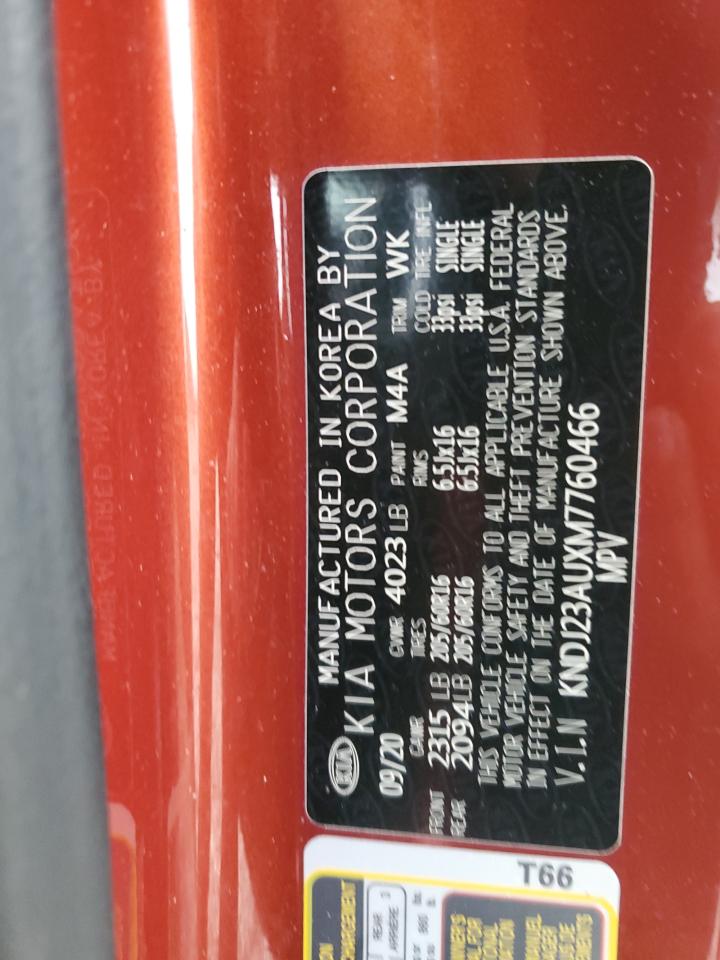 MANUFACTURED IN KOREA BY
KIA KIA MOTORS CORPORATION
09/20 GVWR 4023 LB PAINT M4A TRIM WK
GAWR TIRES RIMS COLD TIRE INFL
FRONT 2315 LB 205/60R16 6.5Jx16 33psi SINGLE
REAR 2094LB 205/60R16 6.5Jx16 33psi SINGLE
THIS VEHICLE CONFORMS TO ALL APPLICABLE U.S.A. FEDERAL
MOTOR VEHICLE SAFETY AND THEFT PREVENTION STANDARDS
IN EFFECT ON THE DATE OF MANUFACTURE SHOWN ABOVE.
V.I.N KNDJ23AUXM7760466
MPV
T66
REAR
ARRIERE